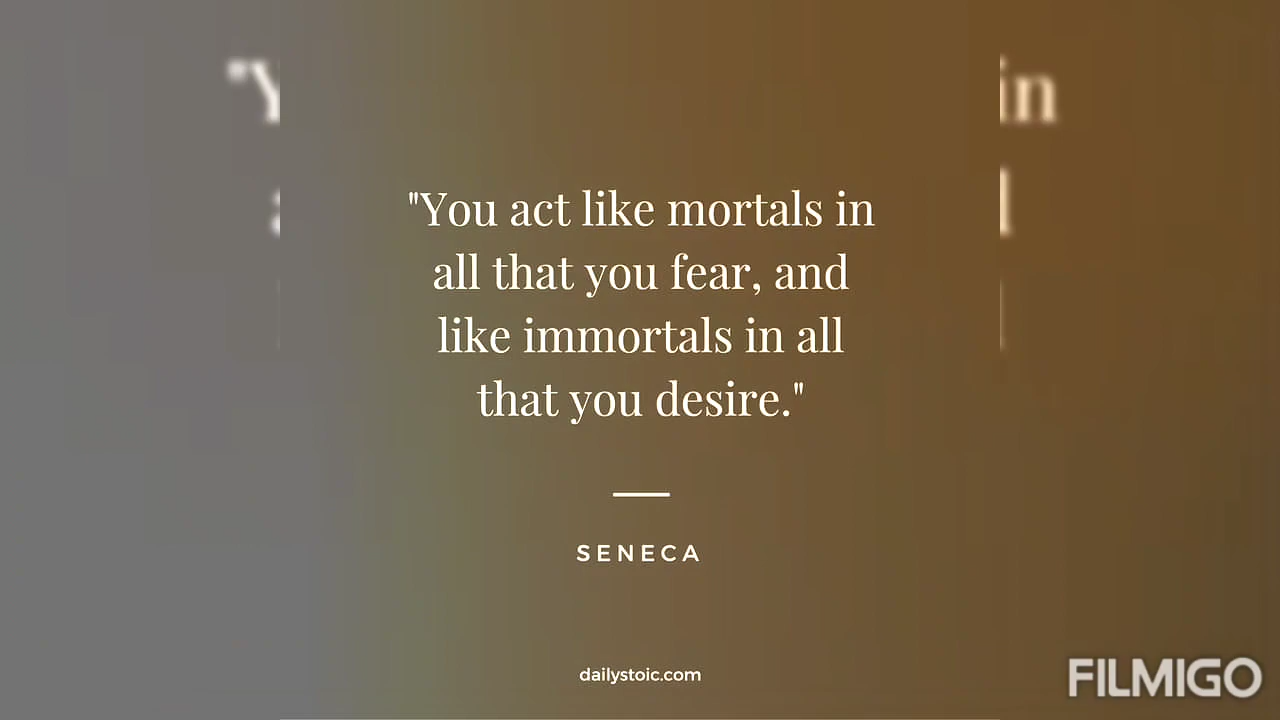 "You act like mortals in
all that you fear, and
like immortals in all
that you desire."
SENECA
dailystoic.com
FILMIGO